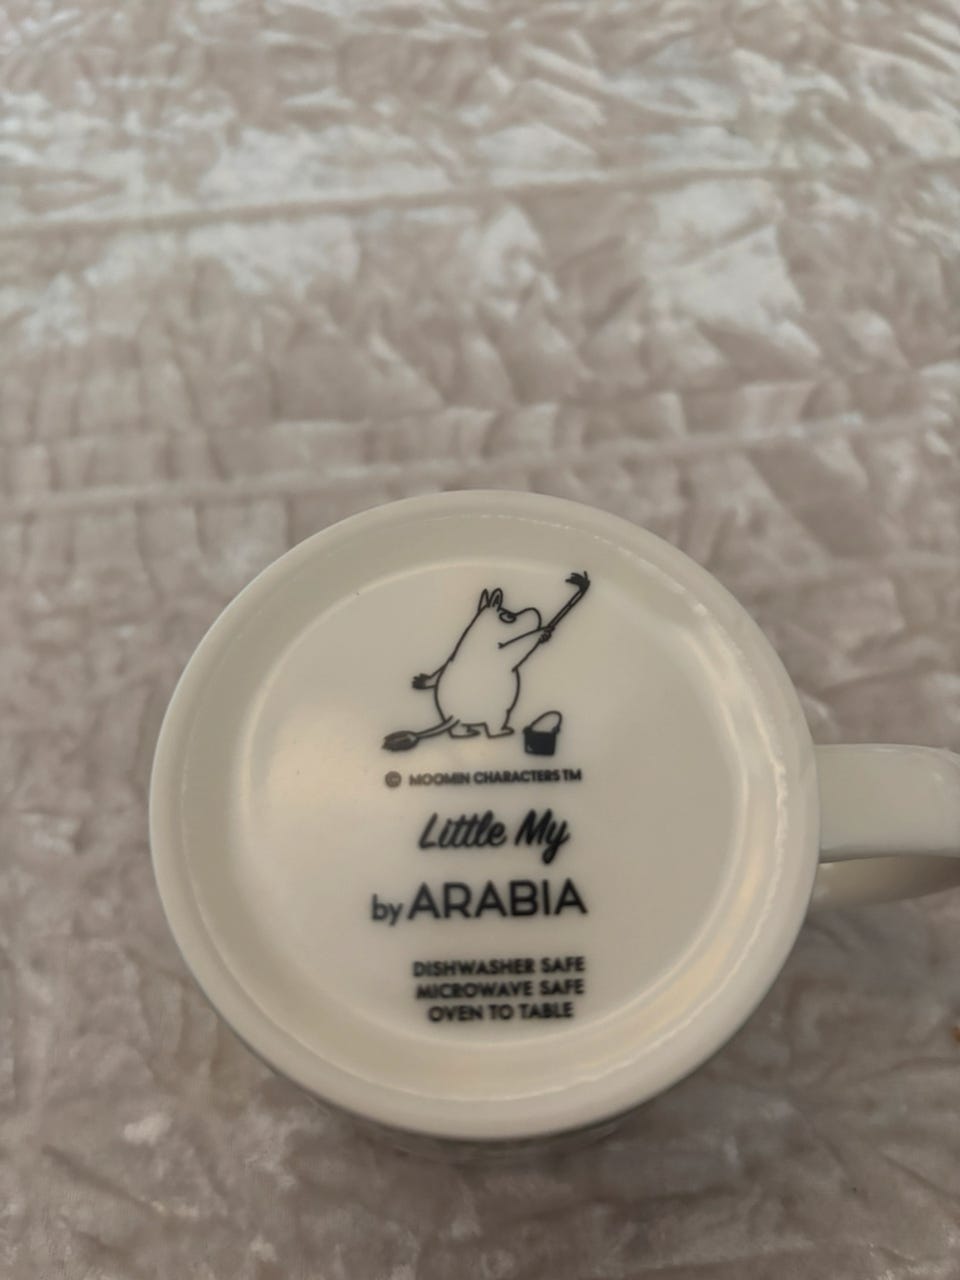 © MOOMIN CHARACTERS TM
Little My
by ARABIA
DISHWASHER SAFE
MICROWAVE SAFE
OVEN TO TABLE